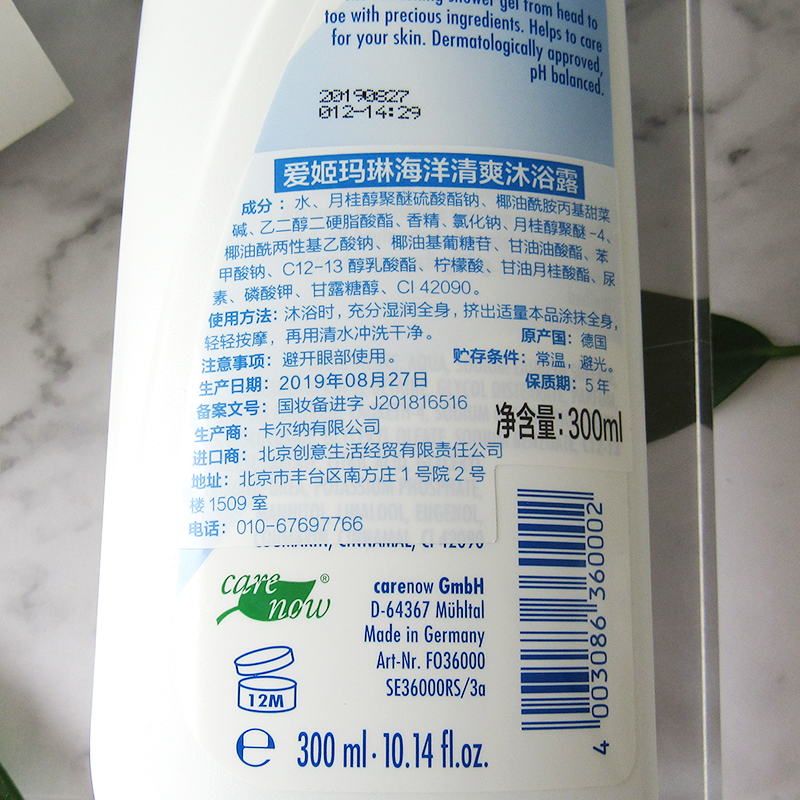 shower gel from head to
toe with precious ingredients. Helps to care
for your skin. Dermatologically approved,
pH balanced.
20190827
012-14:29
爱姬玛琳海洋清爽沐浴露
成分：水、月桂醇聚醚硫酸酯钠、椰油酰胺丙基甜菜
碱、乙二醇二硬脂酸酯、香精、氯化钠、月桂醇聚醚-4、
椰油酰两性基乙酸钠、椰油基葡糖苷、甘油油酸酯、苯
甲酸钠、C12-13 醇乳酸酯、柠檬酸、甘油月桂酸酯、尿
素、磷酸钾、甘露糖醇、CI 42090。
使用方法：沐浴时，充分湿润全身，挤出适量本品涂抹全身，
轻轻按摩，再用清水冲洗干净。 原产国：德国
注意事项：避开眼部使用。 贮存条件：常温，避光。
生产日期：2019年08月27日 保质期：5 年
备案文号：国妆备进字 J201816516
净含量：300ml
生产商：卡尔纳有限公司
进口商：北京创意生活经贸有限责任公司
地址：北京市丰台区南方庄 1 号院 2 号
楼 1509 室
电话：010-67697766
COUMARIN, CINNAMAL, CI 42090
care now ®
carenow GmbH
D-64367 Mühltal
Made in Germany
Art-Nr. FO36000
SE36000RS/3a
12M
e 300 ml · 10.14 fl.oz.
4 003086 360002